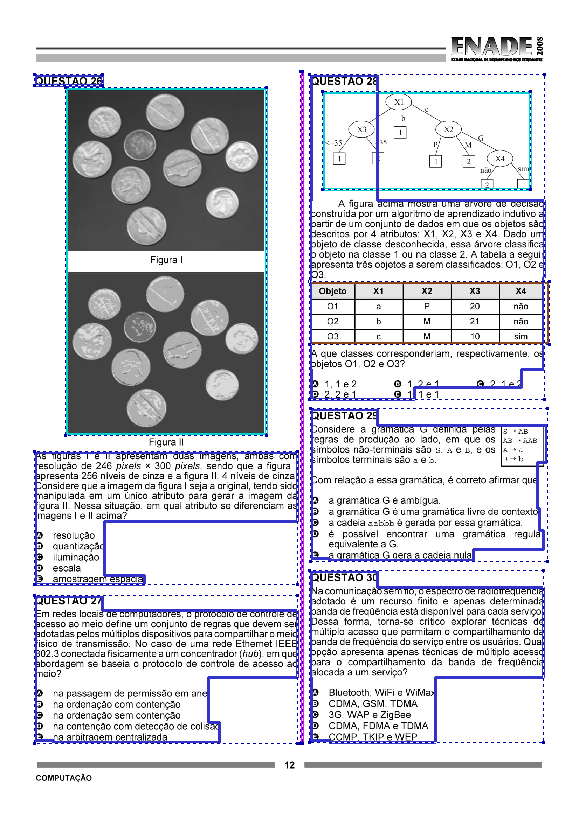 ENADE 2008
EXAME NACIONAL DE DESEMPENHO DOS ESTUDANTES
QUESTÃO 26
Figura I
Figura II
As figuras I e II apresentam duas imagens, ambas com
resolução de 246 pixels × 300 pixels, sendo que a figura I
apresenta 256 níveis de cinza e a figura II, 4 níveis de cinza.
Considere que a imagem da figura I seja a original, tendo sido
manipulada em um único atributo para gerar a imagem da
figura II. Nessa situação, em qual atributo se diferenciam as
imagens I e II acima?
A resolução
B quantização
C iluminação
D escala
E amostragem espacial
QUESTÃO 27
Em redes locais de computadores, o protocolo de controle de
acesso ao meio define um conjunto de regras que devem ser
adotadas pelos múltiplos dispositivos para compartilhar o meio
físico de transmissão. No caso de uma rede Ethernet IEEE
802.3 conectada fisicamente a um concentrador (hub), em que
abordagem se baseia o protocolo de controle de acesso ao
meio?
A na passagem de permissão em anel
B na ordenação com contenção
C na ordenação sem contenção
D na contenção com detecção de colisão
E na arbitragem centralizada
QUESTÃO 28
X1
b c
X3 1 X2
<=35 P M G
1 1 2 X4
não sim
2
A figura acima mostra uma árvore de decisão
construída por um algoritmo de aprendizado indutivo a
partir de um conjunto de dados em que os objetos são
descritos por 4 atributos: X1, X2, X3 e X4. Dado um
objeto de classe desconhecida, essa árvore classifica
o objeto na classe 1 ou na classe 2. A tabela a seguir
apresenta três objetos a serem classificados: O1, O2 e
O3.
Objeto X1 X2 X3 X4
O1 a P 20 não
O2 b M 21 não
O3 c M 10 sim
A que classes corresponderiam, respectivamente, os
objetos O1, O2 e O3?
A 1, 1 e 2 B 1, 2 e 1 C 2, 1 e 2
D 2, 2 e 1 E 1, 1 e 1
QUESTÃO 29
Considere a gramática G definida pelas
regras de produção ao lado, em que os
símbolos não-terminais são S, A e B, e os
símbolos terminais são a e b.
S → AB
AB → AAB
A → a
B → b
Com relação a essa gramática, é correto afirmar que
A a gramática G é ambígua.
B a gramática G é uma gramática livre de contexto.
C a cadeia aabbb é gerada por essa gramática.
D é possível encontrar uma gramática regular
equivalente a G.
E a gramática G gera a cadeia nula.
QUESTÃO 30
Na comunicação sem fio, o espectro de radiofreqüência
adotado é um recurso finito e apenas determinada
banda de freqüência está disponível para cada serviço.
Dessa forma, torna-se crítico explorar técnicas de
múltiplo acesso que permitam o compartilhamento da
banda de freqüência do serviço entre os usuários. Qual
opção apresenta apenas técnicas de múltiplo acesso
para o compartilhamento da banda de freqüência
alocada a um serviço?
A Bluetooth, WiFi e WiMax
B CDMA, GSM, TDMA
C 3G, WAP e ZigBee
D CDMA, FDMA e TDMA
E CCMP, TKIP e WEP
12
COMPUTAÇÃO